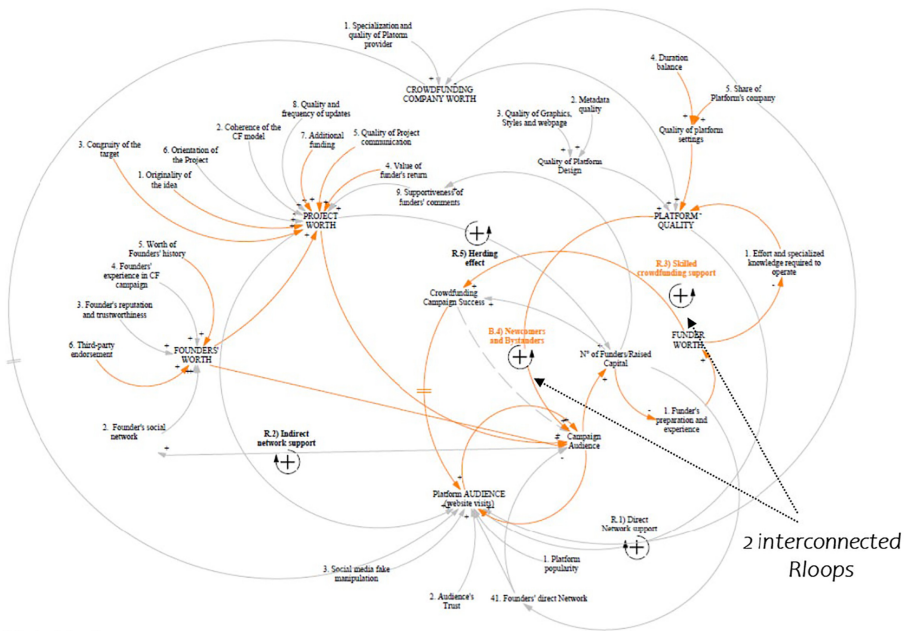 1. Specialization and
quality of Platorm
provider
CROWDFUNDING
COMPANY WORTH
4. Duration
balance
5. Share of
Platform's company
Quality of platform
settings
2. Metadata
quality
3. Quality of Graphics,
Styles and webpage
Quality of Platform
Design
8. Quality and
frequency of updates
2. Coherence of the
CF model
7. Additional
funding
5. Quality of Project
communication
3. Congruity of the
target
6. Orientation of
the Project
1. Originality of
the idea
4. Value of
funder's return
9. Supportiveness of
funders' comments
PROJECT
WORTH
PLATFORM
QUALITY
R.5) Herding
effect
1. Effort and specialized
knowledge required to
operate
R.3) Skilled
crowdfunding support
5. Worth of
Founders' history
4. Founders'
experience in CF
campaign
3. Founder's reputation
and trustworthiness
6. Third-party
endorsement
FOUNDERS'
WORTH
Crowdfunding
Campaign Success
B.4) Newcomers
and Bystanders
FUNDER
WORTH
N° of Funders/Raised
Capital
1. Funder's
preparation and
experience
2. Founder's social
network
R.2) Indirect
network support
Campaign
Audience
Platform AUDIENCE
(website visits)
R.1) Direct
Network support
2 interconnected
Rloops
3. Social media fake
manipulation
1. Platform
popularity
2. Audience's
Trust
41. Founders' direct Network